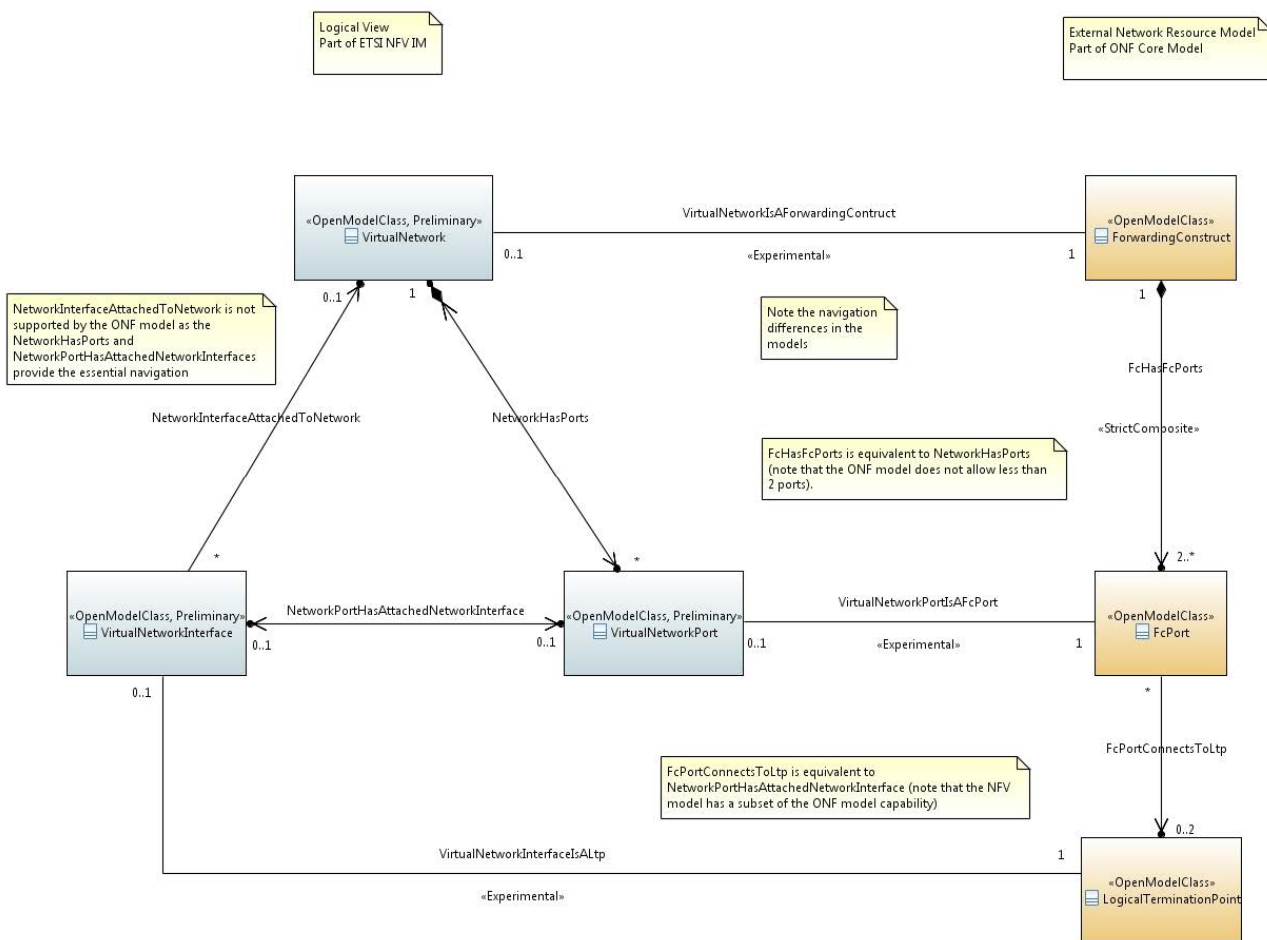 Logical View
Part of ETSI NFV IM
External Network Resource Model
Part of ONF Core Model
«OpenModelClass, Preliminary»
VirtualNetwork
VirtualNetworkIsAForwardingContruct
0..1
«Experimental»
1
«OpenModelClass»
ForwardingConstruct
0..1
1
1
NetworkInterfaceAttachedToNetwork is not
supported by the ONF model as the
NetworkHasPorts and
NetworkPortHasAttachedNetworkInterfaces
provide the essential navigation
Note the navigation
differences in the
models
FcHasFcPorts
NetworkInterfaceAttachedToNetwork
NetworkHasPorts
«StrictComposite»
FcHasFcPorts is equivalent to NetworkHasPorts
(note that the ONF model does not allow less than
2 ports).
*
*
2..*
«OpenModelClass, Preliminary»
VirtualNetworkInterface
NetworkPortHasAttachedNetworkInterface
0..1
0..1
«OpenModelClass, Preliminary»
VirtualNetworkPort
VirtualNetworkPortIsAFcPort
0..1
«Experimental»
1
«OpenModelClass»
FcPort
0..1
*
FcPortConnectsToLtp
FcPortConnectsToLtp is equivalent to
NetworkPortHasAttachedNetworkInterface (note that the NFV
model has a subset of the ONF model capability)
0..2
VirtualNetworkInterfaceIsALtp
1
«Experimental»
«OpenModelClass»
LogicalTerminationPoint